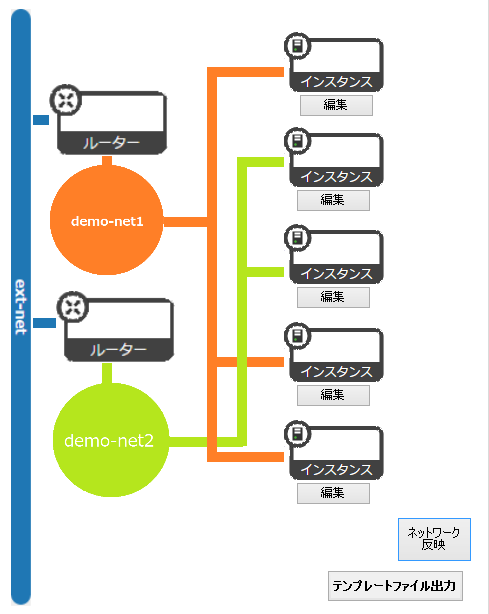 ext-net
ルーター
demo-net1
ルーター
demo-net2
インスタンス
編集
インスタンス
編集
インスタンス
編集
インスタンス
編集
インスタンス
編集
ネットワーク
反映
テンプレートファイル出力